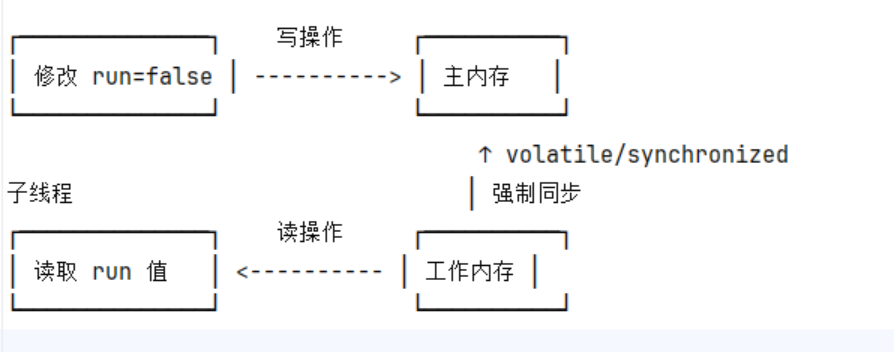 写操作
修改 run=false ----------> 主内存
↑ volatile/synchronized
子线程 强制同步
读操作
读取 run 值 <---------- 工作内存